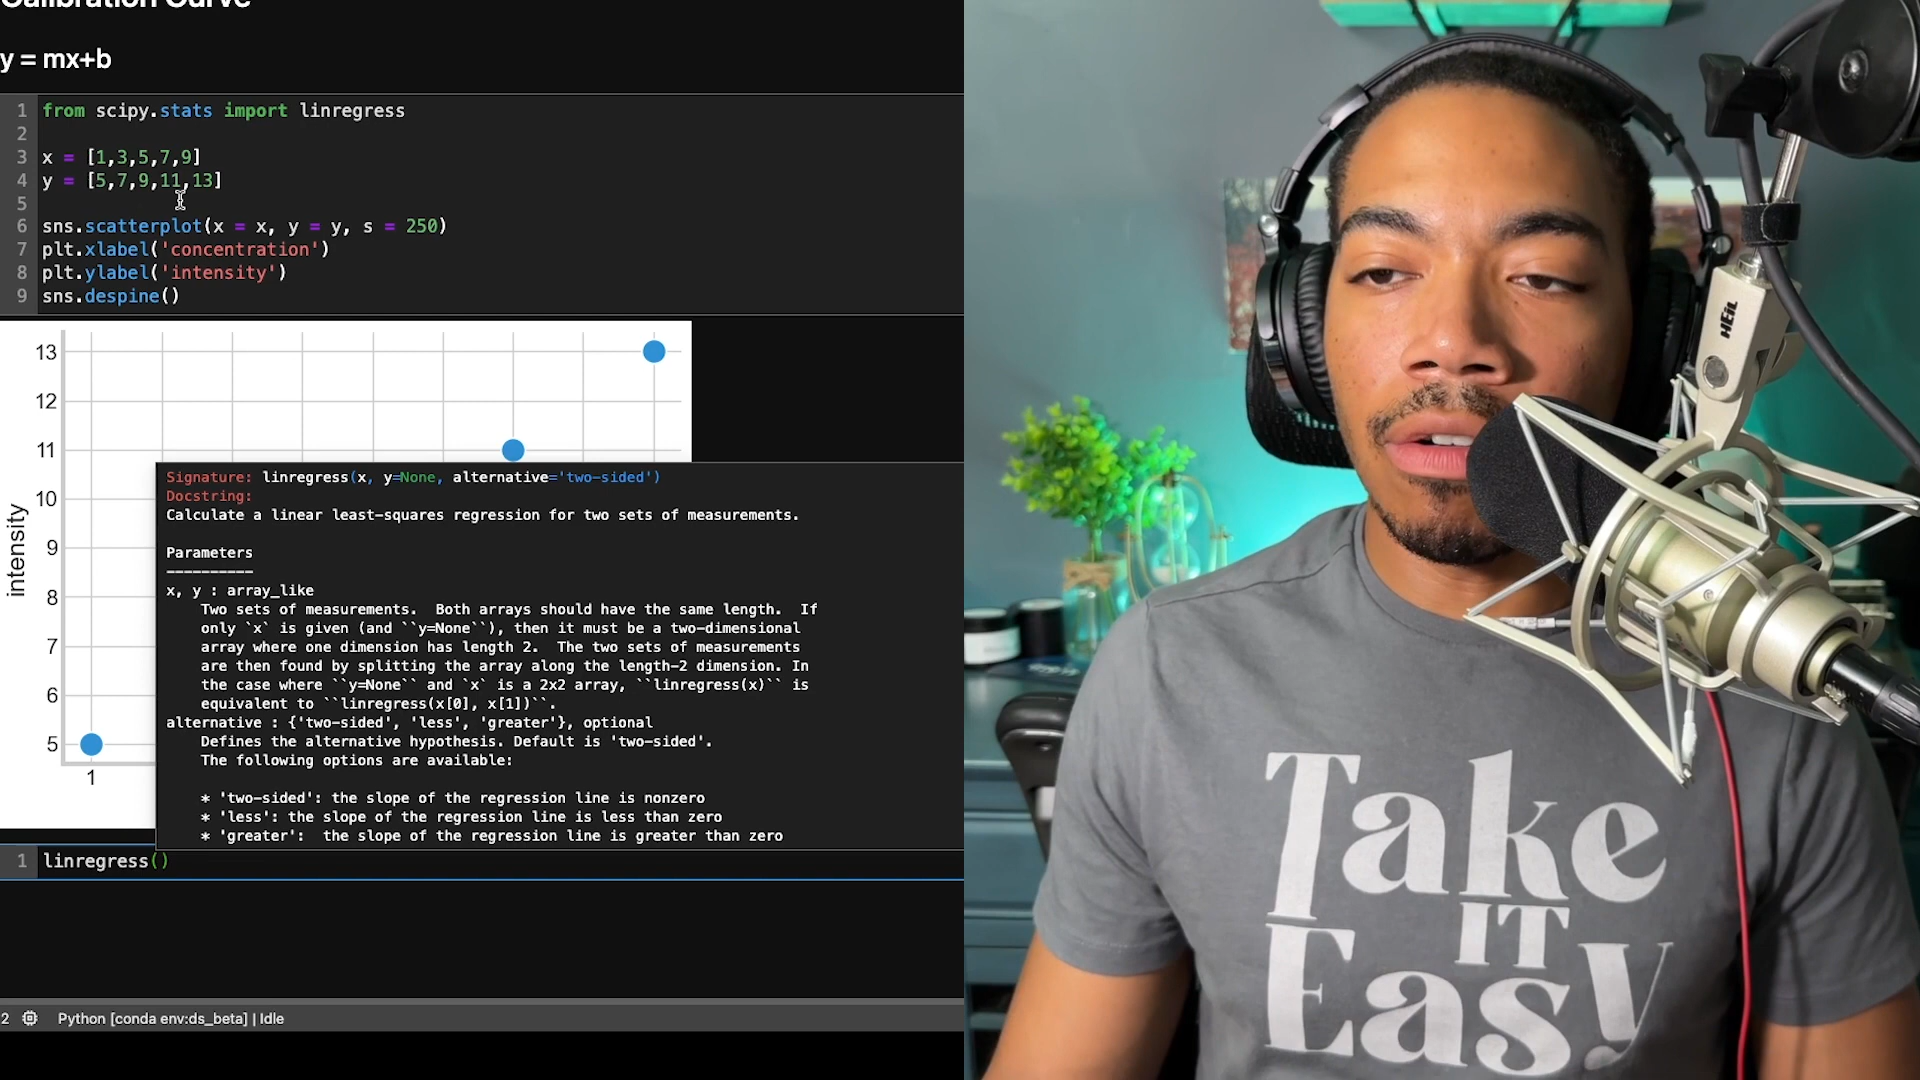 Calibration Curve
y = mx+b
1 from scipy.stats import linregress
2
3 x = [1,3,5,7,9]
4 y = [5,7,9,11,13]
5
6 sns.scatterplot(x = x, y = y, s = 250)
7 plt.xlabel('concentration')
8 plt.ylabel('intensity')
9 sns.despine()
13
12
11
10
9
8
7
6
5
intensity
1
Signature: linregress(x, y=None, alternative='two-sided')
Docstring:
Calculate a linear least-squares regression for two sets of measurements.
Parameters
----------
x, y : array_like
Two sets of measurements.  Both arrays should have the same length.  If
only `x` is given (and ``y=None``), then it must be a two-dimensional
array where one dimension has length 2.  The two sets of measurements
are then found by splitting the array along the length-2 dimension. In
the case where ``y=None`` and `x` is a 2x2 array, ``linregress(x)`` is
equivalent to ``linregress(x[0], x[1])``.
alternative : {'two-sided', 'less', 'greater'}, optional
Defines the alternative hypothesis. Default is 'two-sided'.
The following options are available:
* 'two-sided': the slope of the regression line is nonzero
* 'less': the slope of the regression line is less than zero
* 'greater':  the slope of the regression line is greater than zero
1 linregress()
2 Python [conda env:ds_beta] | Idle
HEiL
Take
IT
Easy